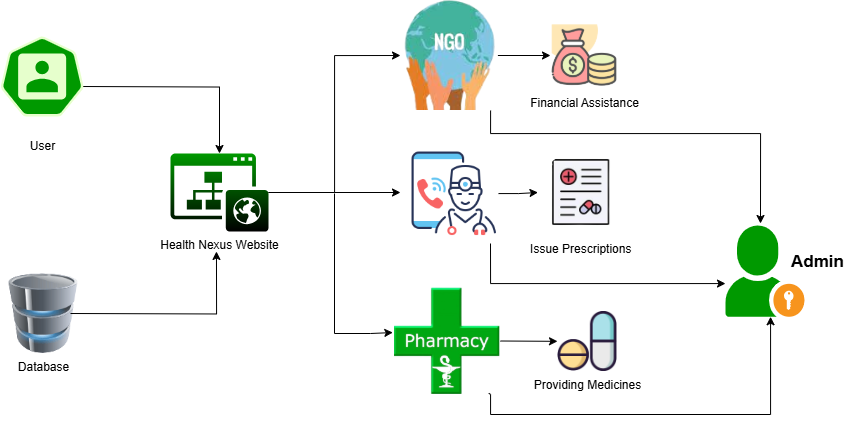 NGO
Financial Assistance
User
Health Nexus Website
Issue Prescriptions
Admin
Pharmacy
Database
Providing Medicines
$